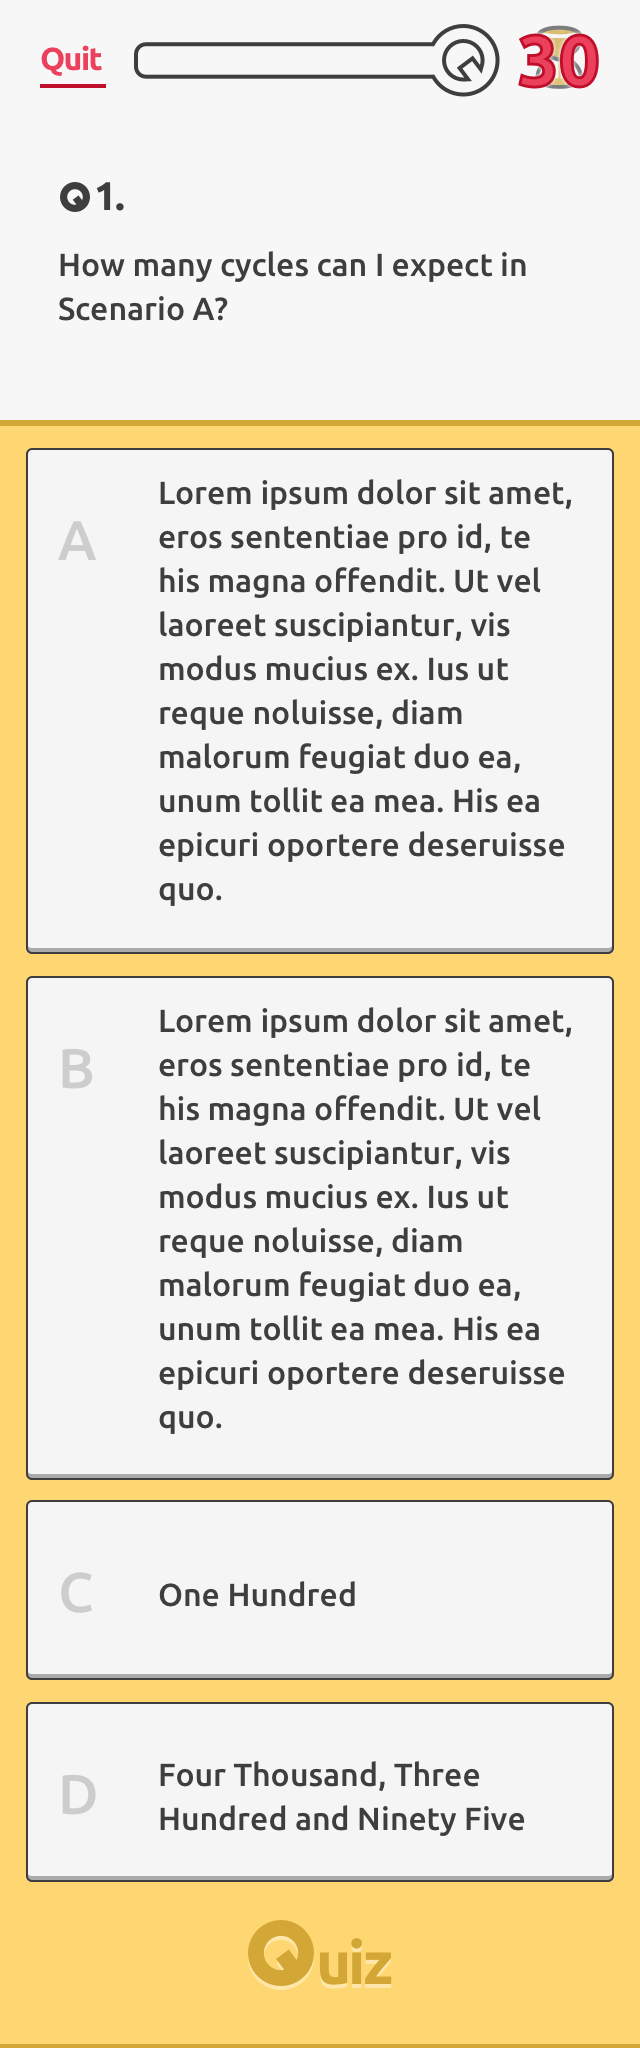 Quit
30
Q1.
How many cycles can I expect in
Scenario A?
A
Lorem ipsum dolor sit amet,
eros sententiae pro id, te
his magna offendit. Ut vel
laoreet suscipiantur, vis
modus mucius ex. Ius ut
reque noluisse, diam
malorum feugiat duo ea,
unum tollit ea mea. His ea
epicuri oportere deseruisse
quo.
B
Lorem ipsum dolor sit amet,
eros sententiae pro id, te
his magna offendit. Ut vel
laoreet suscipiantur, vis
modus mucius ex. Ius ut
reque noluisse, diam
malorum feugiat duo ea,
unum tollit ea mea. His ea
epicuri oportere deseruisse
quo.
C
One Hundred
D
Four Thousand, Three
Hundred and Ninety Five
Quiz